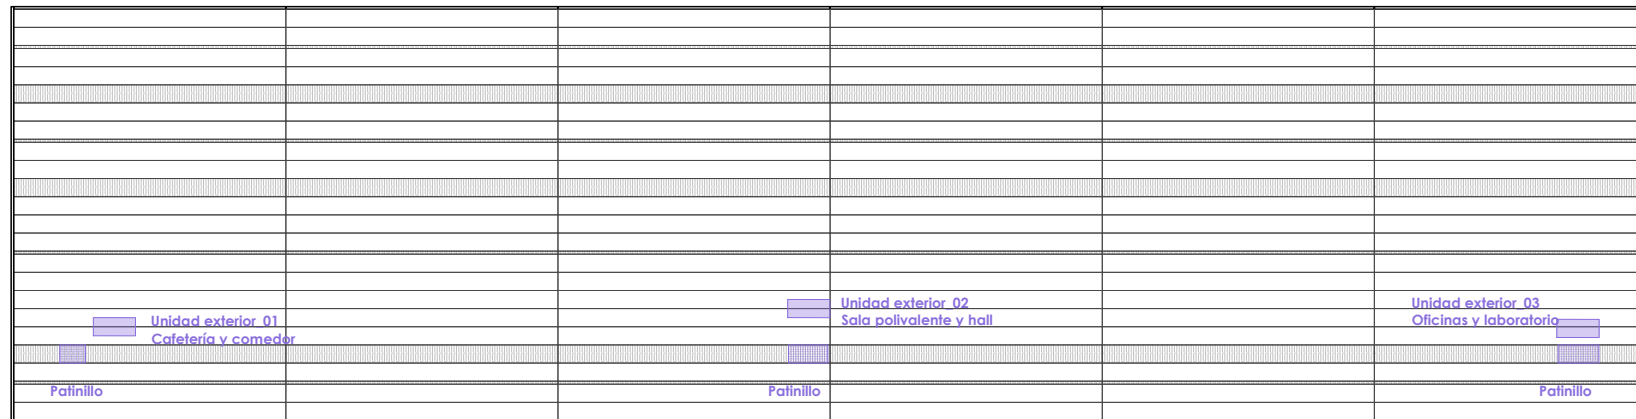 Unidad exterior_01
Cafetería y comedor
Unidad exterior_02
Sala polivalente y hall
Unidad exterior_03
Oficinas y laboratorio
Patinillo
Patinillo
Patinillo